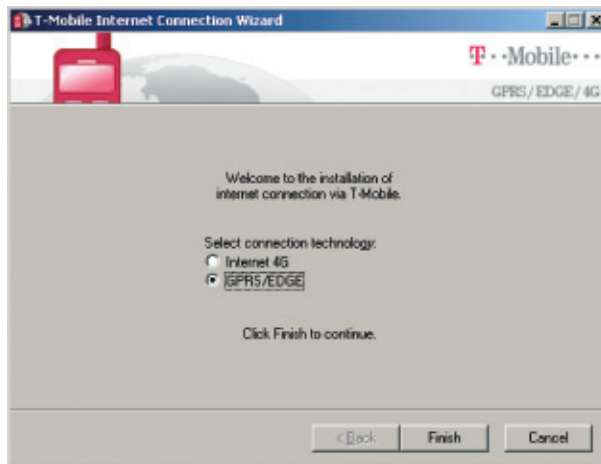 T-Mobile Internet Connection Wizard
T··Mobile···
GPRS/EDGE/4G
Welcome to the installation of
internet connection via T-Mobile.
Select connection technology:
Internet 4G
GPRS/EDGE
Click Finish to continue.
< Back
Finish
Cancel